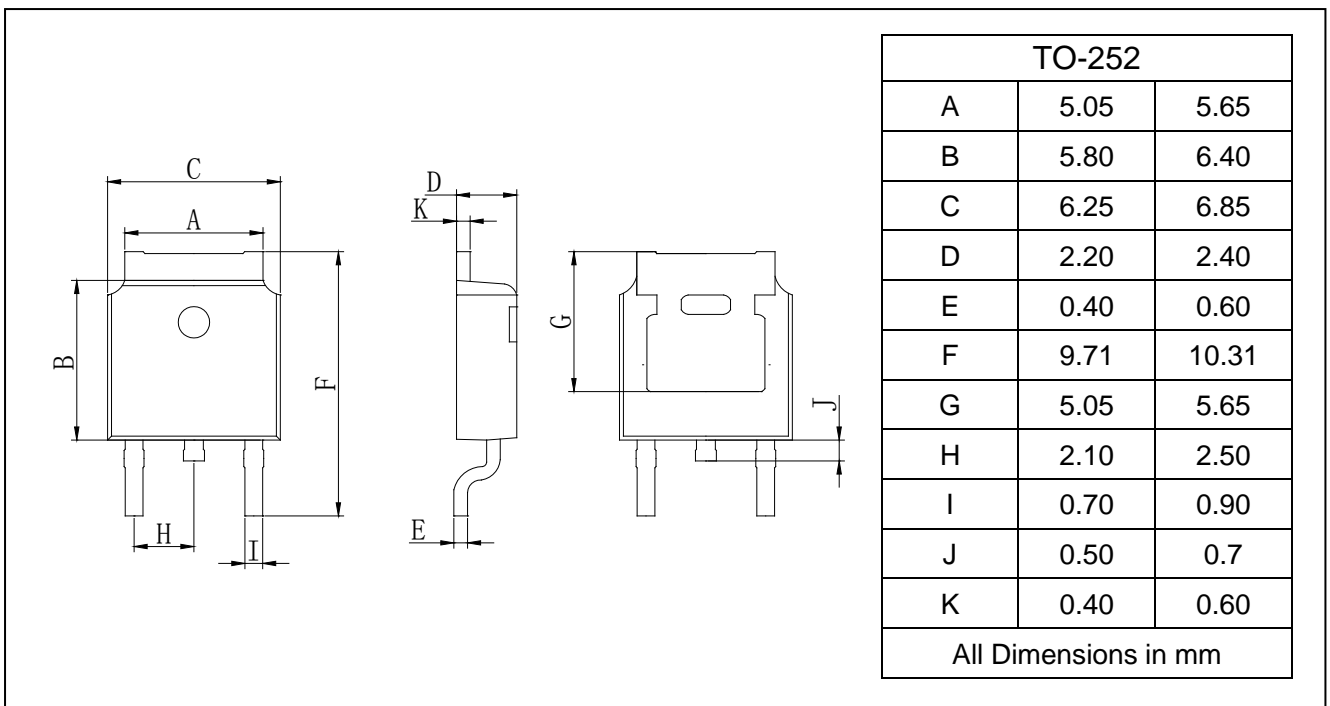 C
A
B
F
H
I
D
K
E
G
J
TO-252
A 5.05 5.65
B 5.80 6.40
C 6.25 6.85
D 2.20 2.40
E 0.40 0.60
F 9.71 10.31
G 5.05 5.65
H 2.10 2.50
I 0.70 0.90
J 0.50 0.7
K 0.40 0.60
All Dimensions in mm